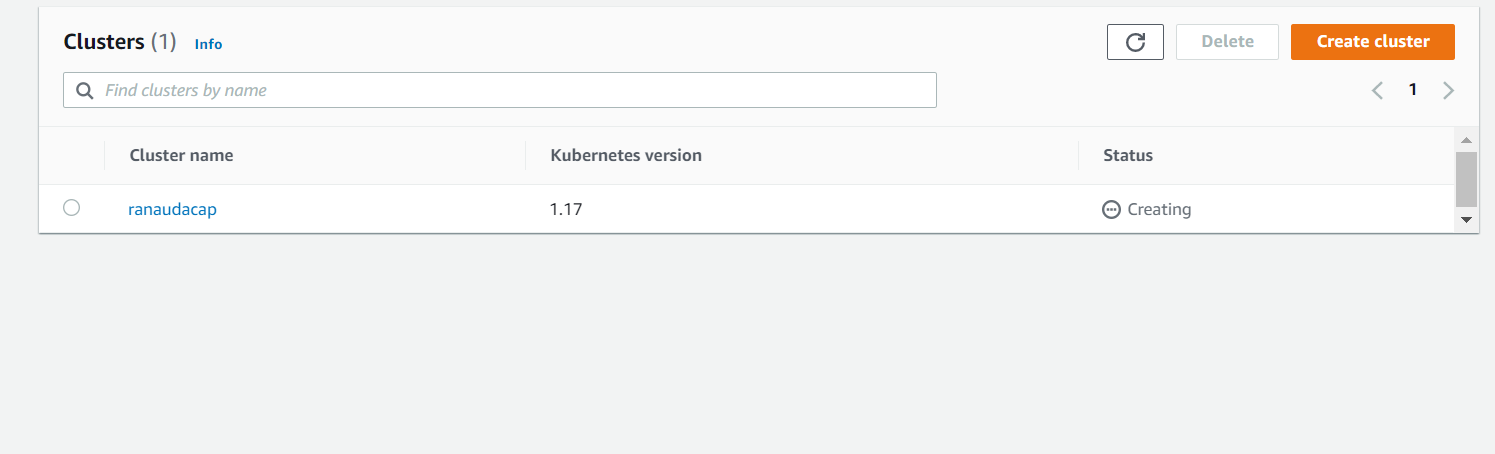 Clusters (1) Info
Delete
Create cluster
Find clusters by name
1
Cluster name Kubernetes version Status
ranaudacap 1.17 Creating